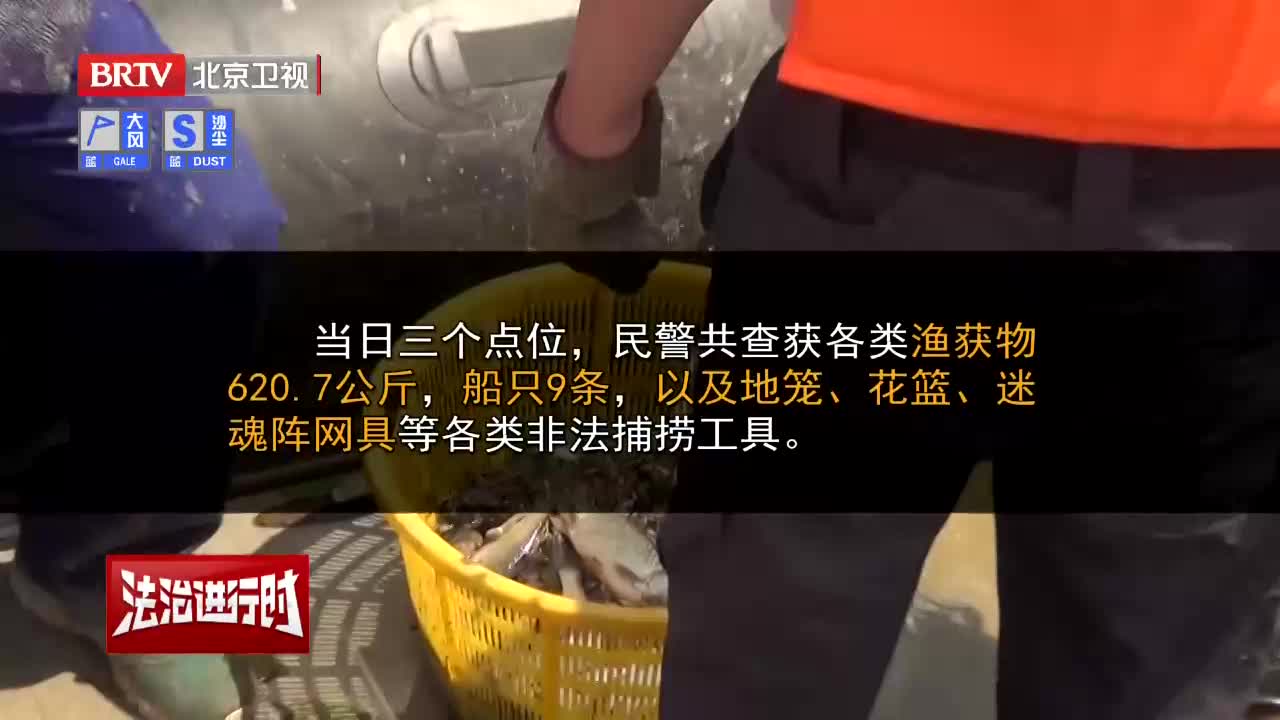 BRTV 北京卫视
大风 沙尘
蓝 GALE 蓝 DUST
当日三个点位，民警共查获各类渔获物
620.7公斤，船只9条，以及地笼、花篮、迷
魂阵网具等各类非法捕捞工具。
法治进行时